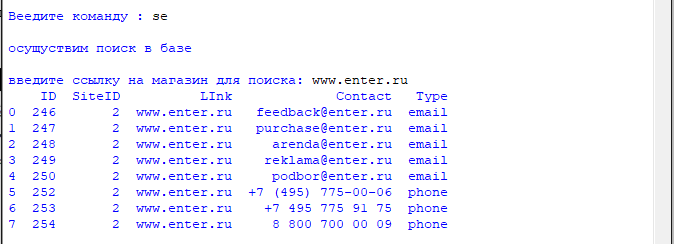 Веедите команду : se
осущуствим поиск в базе
введите ссылку на магазин для поиска: www.enter.ru
ID SiteID LInk Contact Type
0 246 2 www.enter.ru feedback@enter.ru email
1 247 2 www.enter.ru purchase@enter.ru email
2 248 2 www.enter.ru arenda@enter.ru email
3 249 2 www.enter.ru reklama@enter.ru email
4 250 2 www.enter.ru podbor@enter.ru email
5 252 2 www.enter.ru +7 (495) 775-00-06 phone
6 253 2 www.enter.ru +7 495 775 91 75 phone
7 254 2 www.enter.ru 8 800 700 00 09 phone